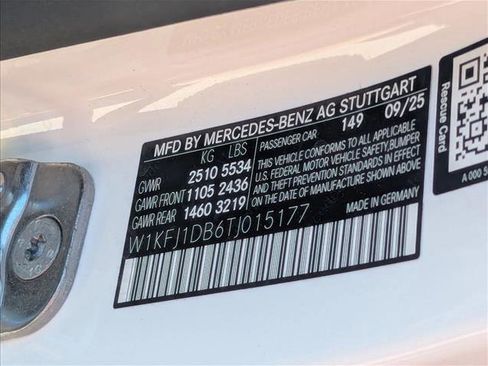 MFD BY MERCEDES-BENZ AG STUTTGART
KG LBS PASSENGER CAR 149 09/25
GVWR 2510 5534
GAWR FRONT 1105 2436
GAWR REAR 1460 3219
THIS VEHICLE CONFORMS TO ALL APPLICABLE
U.S. FEDERAL MOTOR VEHICLE SAFETY,BUMPER
AND THEFT PREVENTION STANDARDS IN EFFECT
ON THE DATE OF MANUFACTURE SHOWN ABOVE
W1KFJ1DB6TJ015177
MADE IN GERMANY
Rescue Card
A 000 5